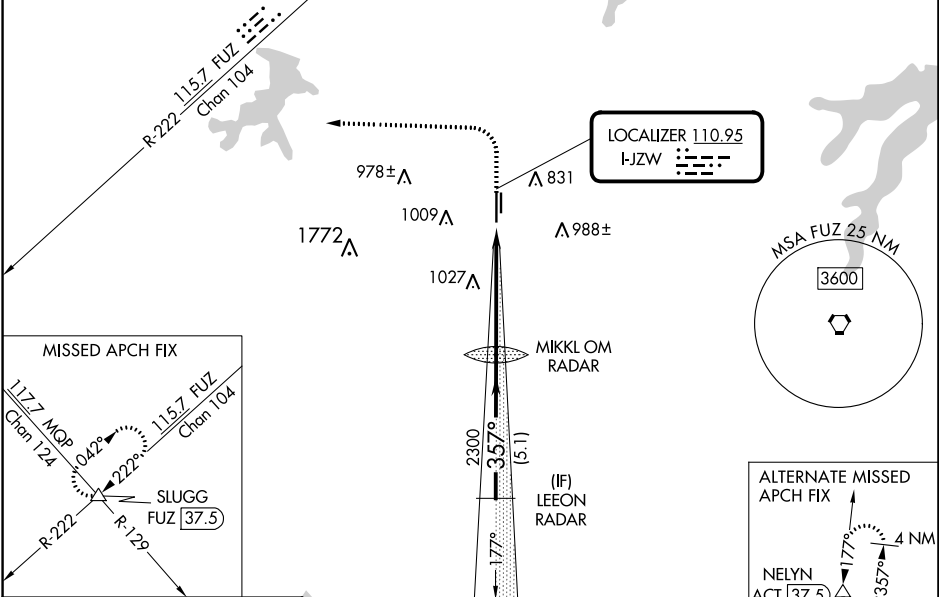 115.7 FUZ
Chan 104
R-222
LOCALIZER 110.95
I-JZW
978±
831
1009
988±
1772
1027
MSA FUZ 25 NM
3600
MIKKL OM
RADAR
2300
357°
(5.1)
(IF)
LEEON
RADAR
177°
MISSED APCH FIX
117.7 MQP
Chan 124
115.7 FUZ
Chan 104
042°
222°
SLUGG
FUZ 37.5
R-222
R-129
ALTERNATE MISSED
APCH FIX
4 NM
177°
357°
NELYN
ACT 37.5